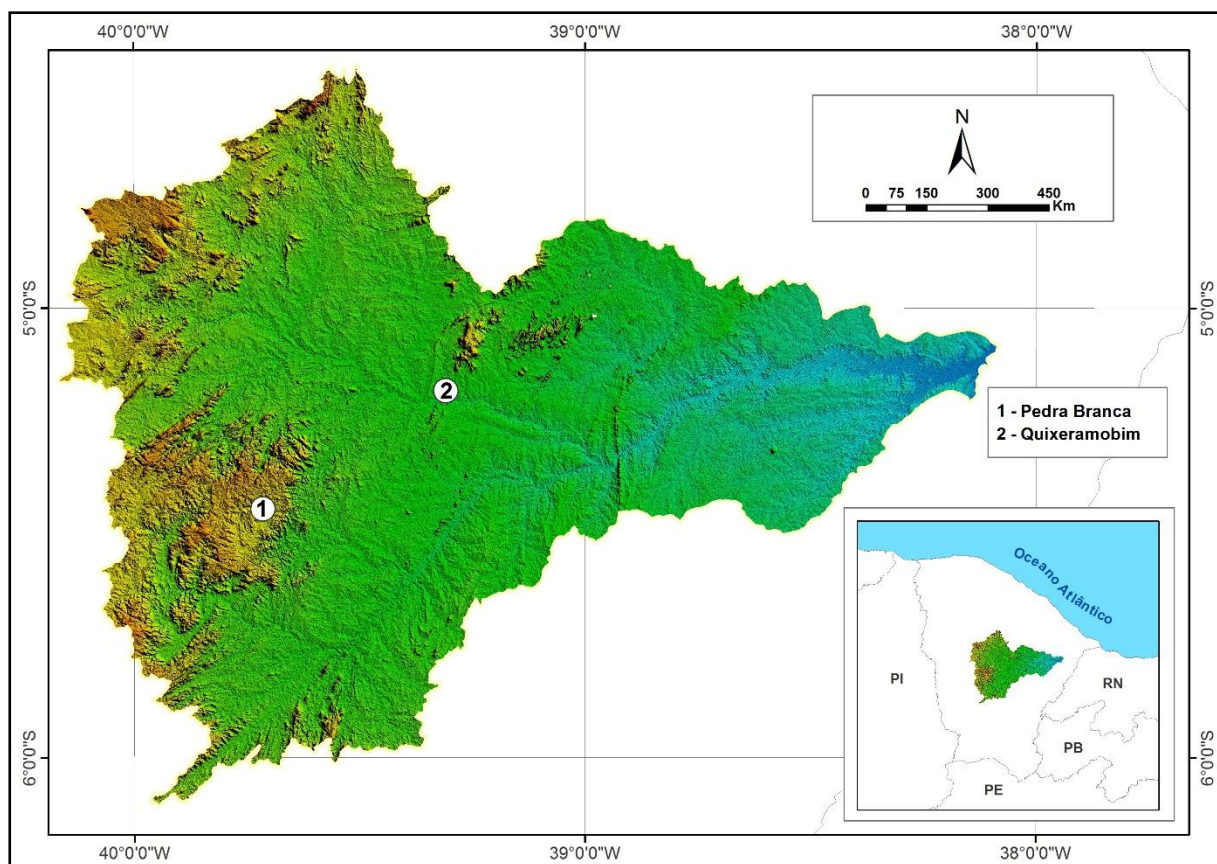 40°0'0"W 39°0'0"W 38°0'0"W
N
0 75 150 300 450
Km
5°0'0"S 5°0'0"S
1
2
1 - Pedra Branca
2 - Quixeramobim
Oceano Atlântico
PI
RN
PB
PE
6°0'0"S 6°0'0"S
40°0'0"W 39°0'0"W 38°0'0"W